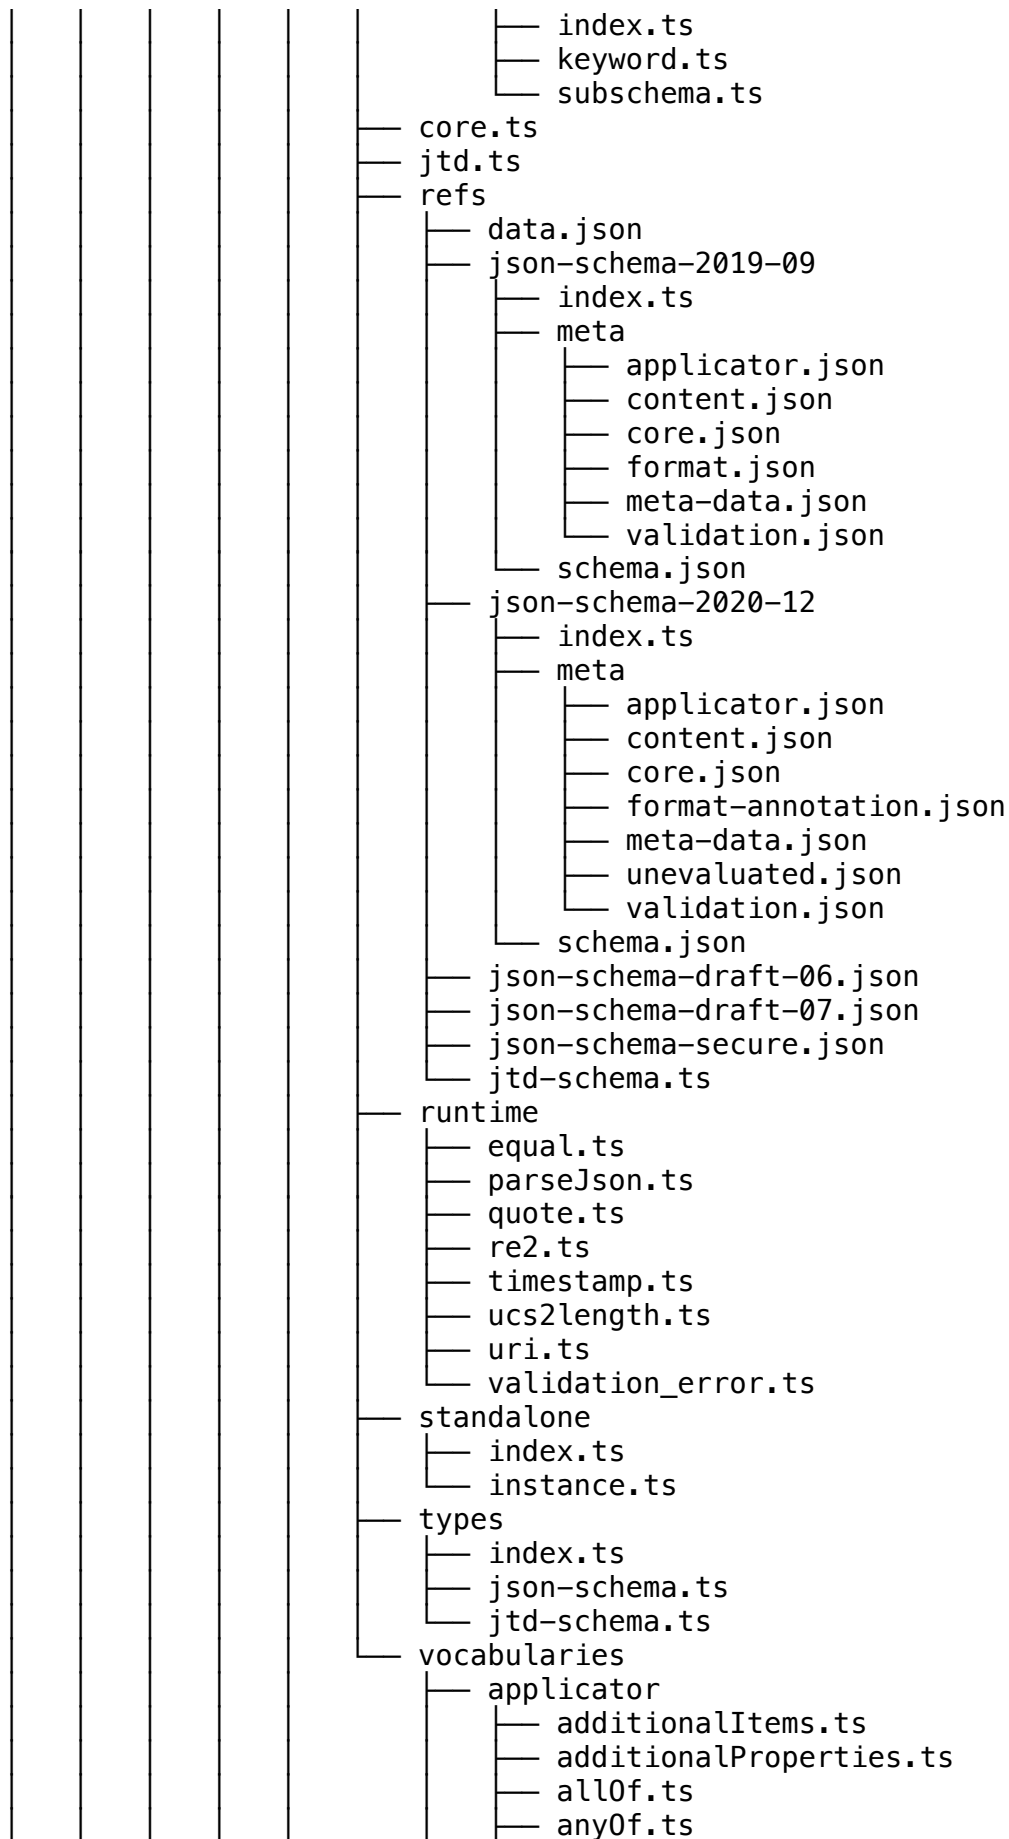 │   │   │   │   │       ├── index.ts
│   │   │   │   │       ├── keyword.ts
│   │   │   │   │       └── subschema.ts
│   │   │   │   ├── core.ts
│   │   │   │   ├── jtd.ts
│   │   │   │   ├── refs
│   │   │   │   │   ├── data.json
│   │   │   │   │   ├── json-schema-2019-09
│   │   │   │   │   │   ├── index.ts
│   │   │   │   │   │   ├── meta
│   │   │   │   │   │   │   ├── applicator.json
│   │   │   │   │   │   │   ├── content.json
│   │   │   │   │   │   │   ├── core.json
│   │   │   │   │   │   │   ├── format.json
│   │   │   │   │   │   │   ├── meta-data.json
│   │   │   │   │   │   │   └── validation.json
│   │   │   │   │   │   └── schema.json
│   │   │   │   │   ├── json-schema-2020-12
│   │   │   │   │   │   ├── index.ts
│   │   │   │   │   │   ├── meta
│   │   │   │   │   │   │   ├── applicator.json
│   │   │   │   │   │   │   ├── content.json
│   │   │   │   │   │   │   ├── core.json
│   │   │   │   │   │   │   ├── format-annotation.json
│   │   │   │   │   │   │   ├── meta-data.json
│   │   │   │   │   │   │   ├── unevaluated.json
│   │   │   │   │   │   │   └── validation.json
│   │   │   │   │   │   └── schema.json
│   │   │   │   │   ├── json-schema-draft-06.json
│   │   │   │   │   ├── json-schema-draft-07.json
│   │   │   │   │   ├── json-schema-secure.json
│   │   │   │   │   └── jtd-schema.ts
│   │   │   │   ├── runtime
│   │   │   │   │   ├── equal.ts
│   │   │   │   │   ├── parseJson.ts
│   │   │   │   │   ├── quote.ts
│   │   │   │   │   ├── re2.ts
│   │   │   │   │   ├── timestamp.ts
│   │   │   │   │   ├── ucs2length.ts
│   │   │   │   │   ├── uri.ts
│   │   │   │   │   └── validation_error.ts
│   │   │   │   ├── standalone
│   │   │   │   │   ├── index.ts
│   │   │   │   │   └── instance.ts
│   │   │   │   ├── types
│   │   │   │   │   ├── index.ts
│   │   │   │   │   ├── json-schema.ts
│   │   │   │   │   └── jtd-schema.ts
│   │   │   │   └── vocabularies
│   │   │   │       ├── applicator
│   │   │   │       │   ├── additionalItems.ts
│   │   │   │       │   ├── additionalProperties.ts
│   │   │   │       │   ├── allOf.ts
│   │   │   │       │   ├── anyOf.ts